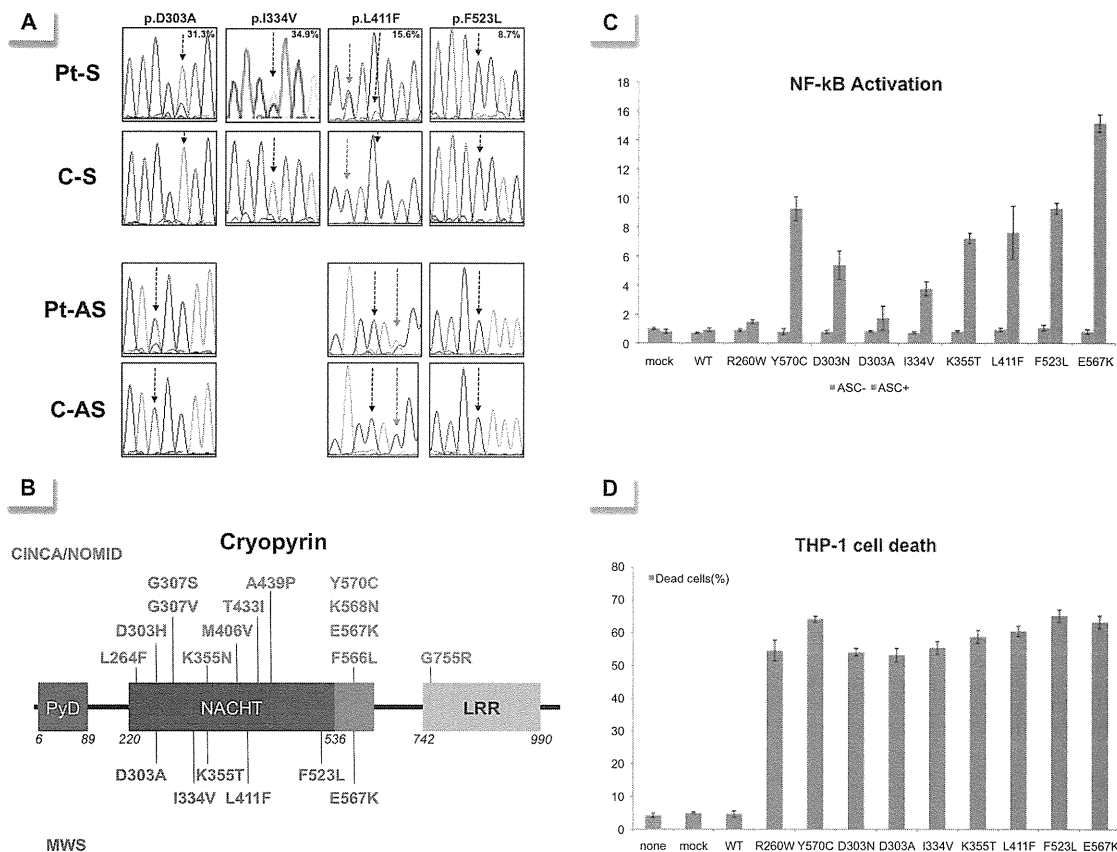 A
p.D303A p.I334V p.L411F p.F523L
31.3% 34.9% 15.6% 8.7%
Pt-S
C-S
Pt-AS
C-AS
B
Cryopyrin
CINCA/NOMID
G307S A439P Y570C
G307V T433I K568N
D303H M406V E567K
L264F K355N F566L G755R
PyD NACHT LRR
6 89 220 536 742 990
D303A K355T F523L
I334V L411F E567K
MWS
C
NF-kB Activation
18
16
14
12
10
8
6
4
2
0
mock WT R260W Y570C D303N D303A I334V K355T L411F F523L E567K
ASC- ASC+
D
THP-1 cell death
Dead cells(%)
80
70
60
50
40
30
20
10
0
none mock WT R260W Y570C D303N D303A I334V K355T L411F F523L E567K